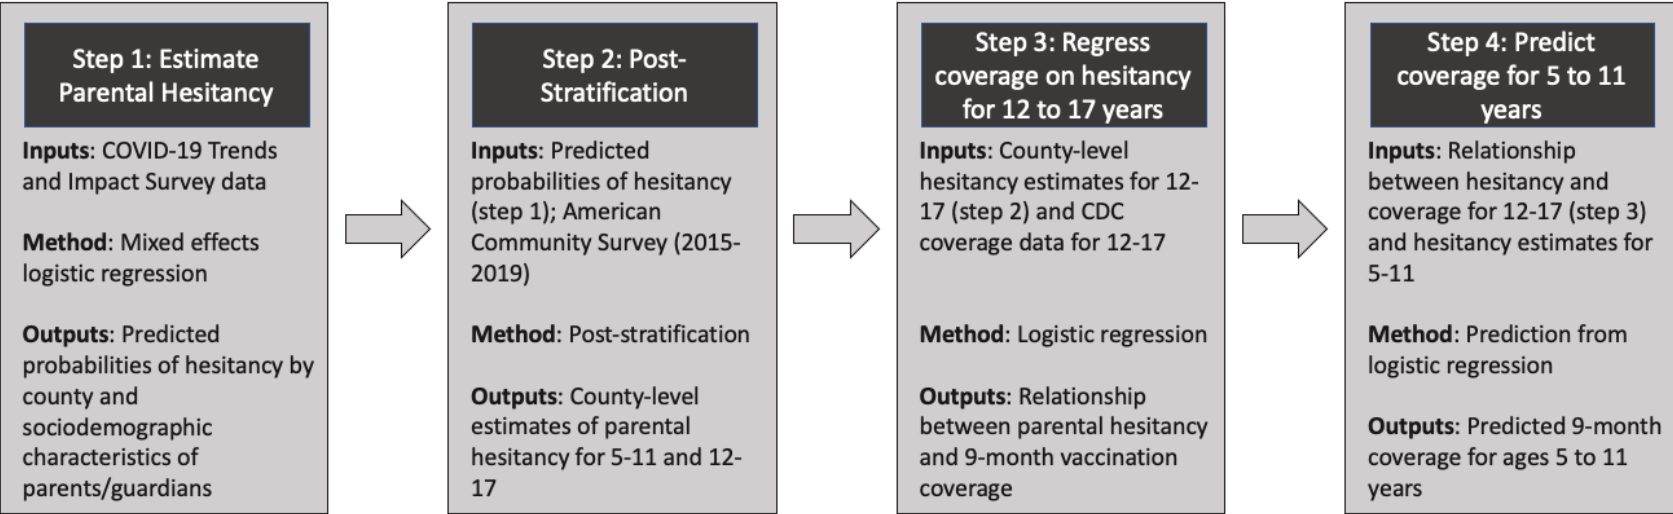 Step 1: Estimate
Parental Hesitancy
Inputs: COVID-19 Trends
and Impact Survey data
Method: Mixed effects
logistic regression
Outputs: Predicted
probabilities of hesitancy by
county and
sociodemographic
characteristics of
parents/guardians
Step 2: Post-
Stratification
Inputs: Predicted
probabilities of hesitancy
(step 1); American
Community Survey (2015-
2019)
Method: Post-stratification
Outputs: County-level
estimates of parental
hesitancy for 5-11 and 12-
17
Step 3: Regress
coverage on hesitancy
for 12 to 17 years
Inputs: County-level
hesitancy estimates for 12-
17 (step 2) and CDC
coverage data for 12-17
Method: Logistic regression
Outputs: Relationship
between parental hesitancy
and 9-month vaccination
coverage
Step 4: Predict
coverage for 5 to 11
years
Inputs: Relationship
between hesitancy and
coverage for 12-17 (step 3)
and hesitancy estimates for
5-11
Method: Prediction from
logistic regression
Outputs: Predicted 9-month
coverage for ages 5 to 11
years